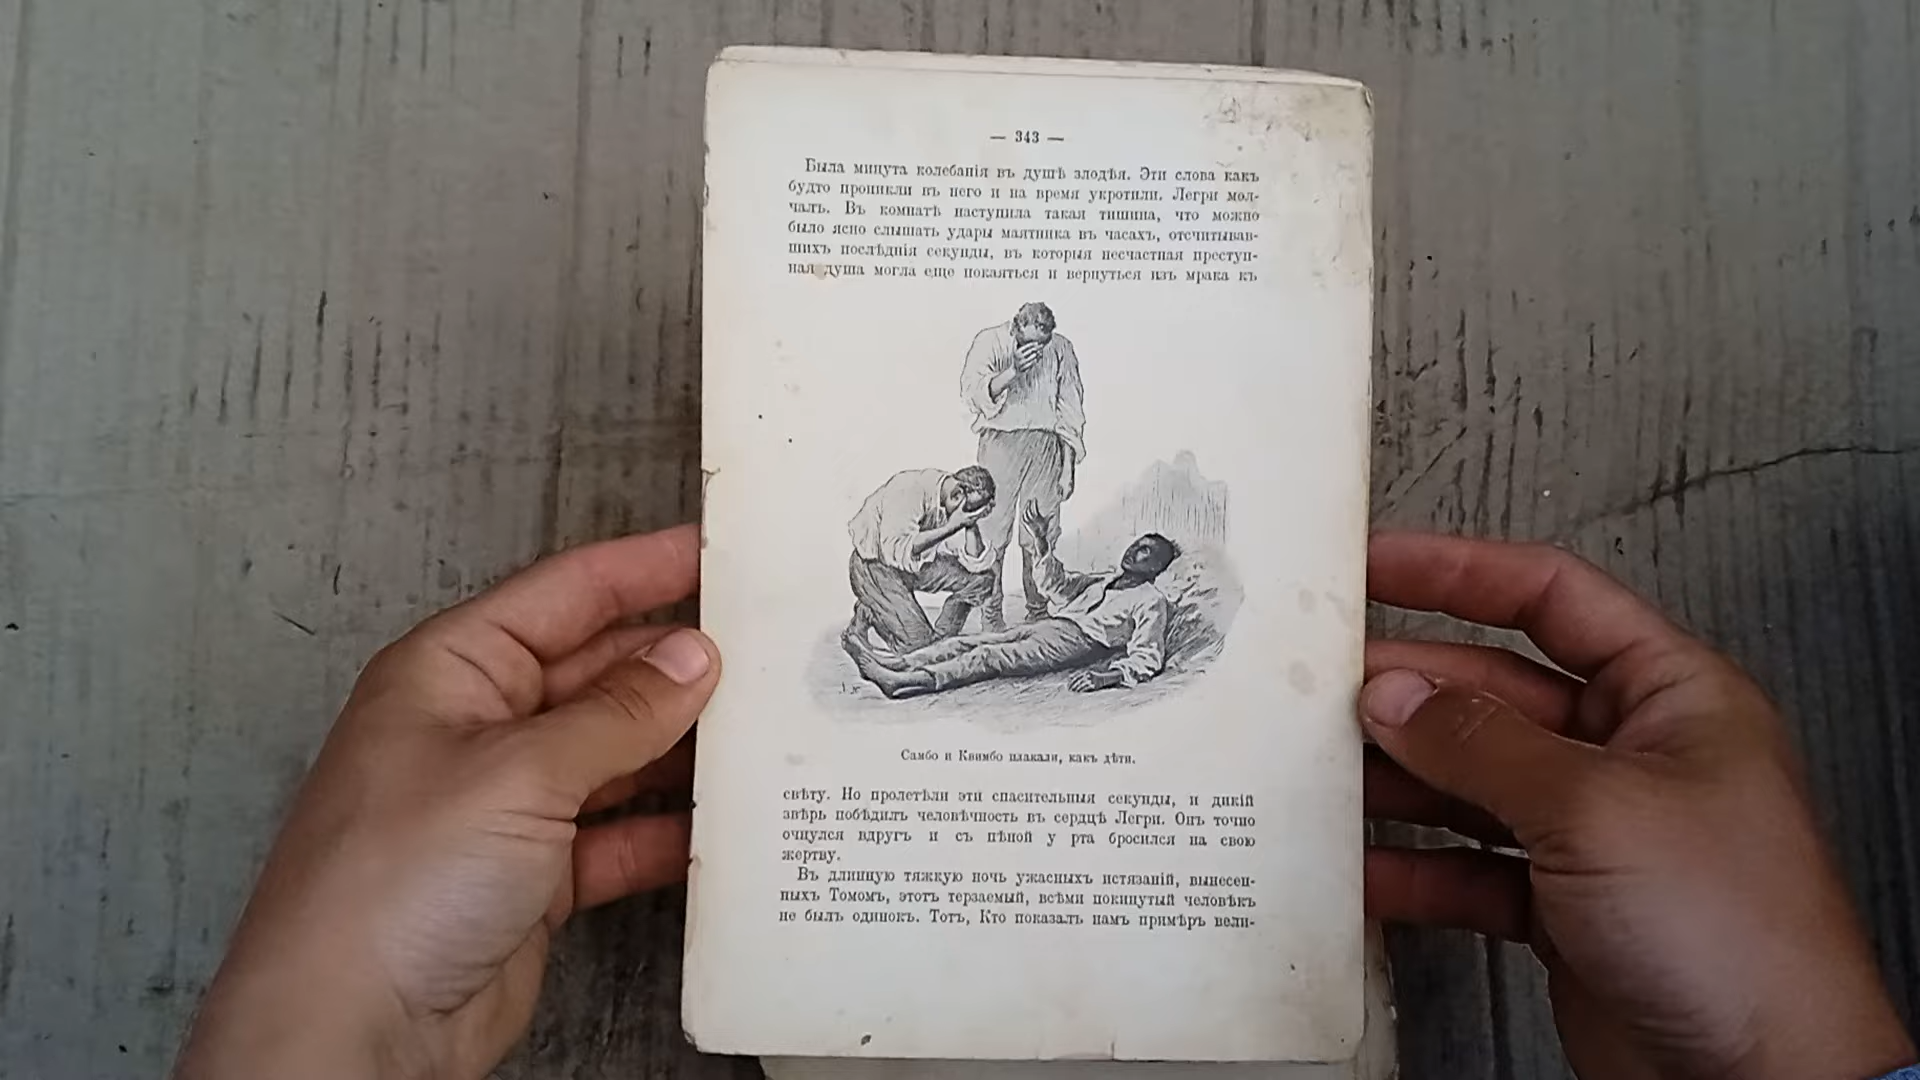 — 343 —
Была минута колебанія въ душѣ злодѣя. Эти слова какъ
будто проникли въ него и на время укротили. Легри мол-
чалъ. Въ комнатѣ наступила такая тишина, что можно
было ясно слышать удары маятника въ часахъ, отсчитывав-
шихъ послѣднія секунды, въ которыя несчастная преступ-
ная душа могла еще покаяться и вернуться изъ мрака къ
Самбо и Квимбо плакали, какъ дѣти.
свѣту. Но пролетѣли эти спасительныя секунды, и дикій
звѣрь побѣдилъ человѣчность въ сердцѣ Легри. Онъ точно
очнулся вдругъ и съ пѣной у рта бросился на свою
жертву.
Въ длинную тяжкую ночь ужасныхъ истязаній, вынесен-
ныхъ Томомъ, этотъ терзаемый, всѣми покинутый человѣкъ
не былъ одинокъ. Тотъ, Кто показалъ намъ примѣръ вели-